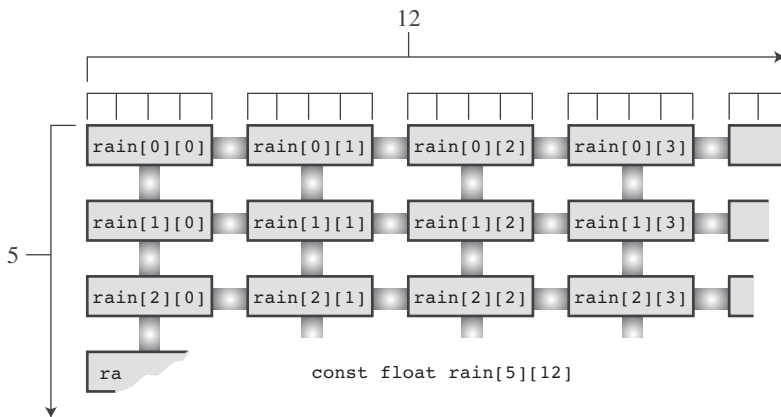 12
rain[0][0] rain[0][1] rain[0][2] rain[0][3]
rain[1][0] rain[1][1] rain[1][2] rain[1][3]
5
rain[2][0] rain[2][1] rain[2][2] rain[2][3]
ra const float rain[5][12]